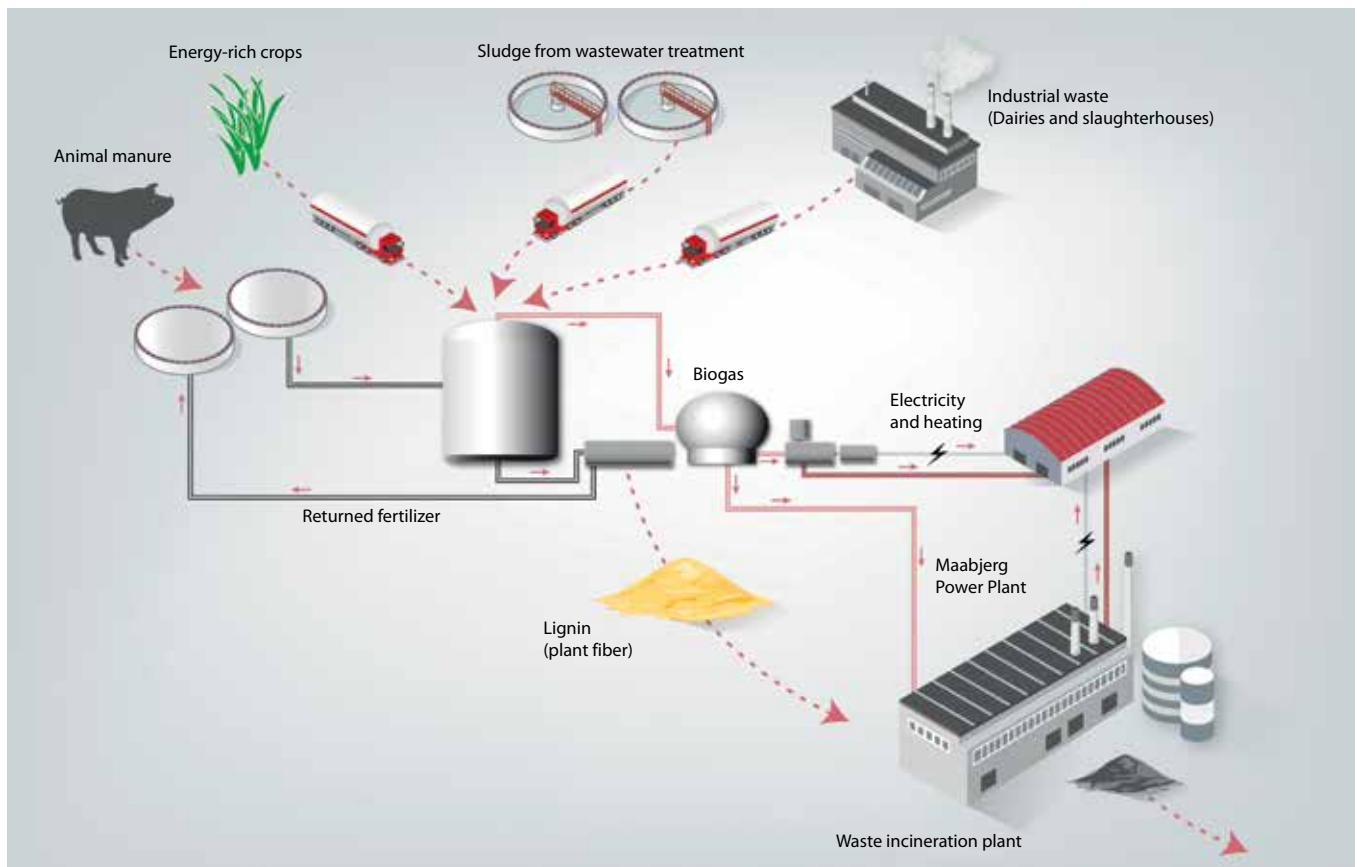 Energy-rich crops
Sludge from wastewater treatment
Industrial waste
(Dairies and slaughterhouses)
Animal manure
Biogas
Electricity
and heating
Returned fertilizer
Maabjerg
Power Plant
Lignin
(plant fiber)
Waste incineration plant